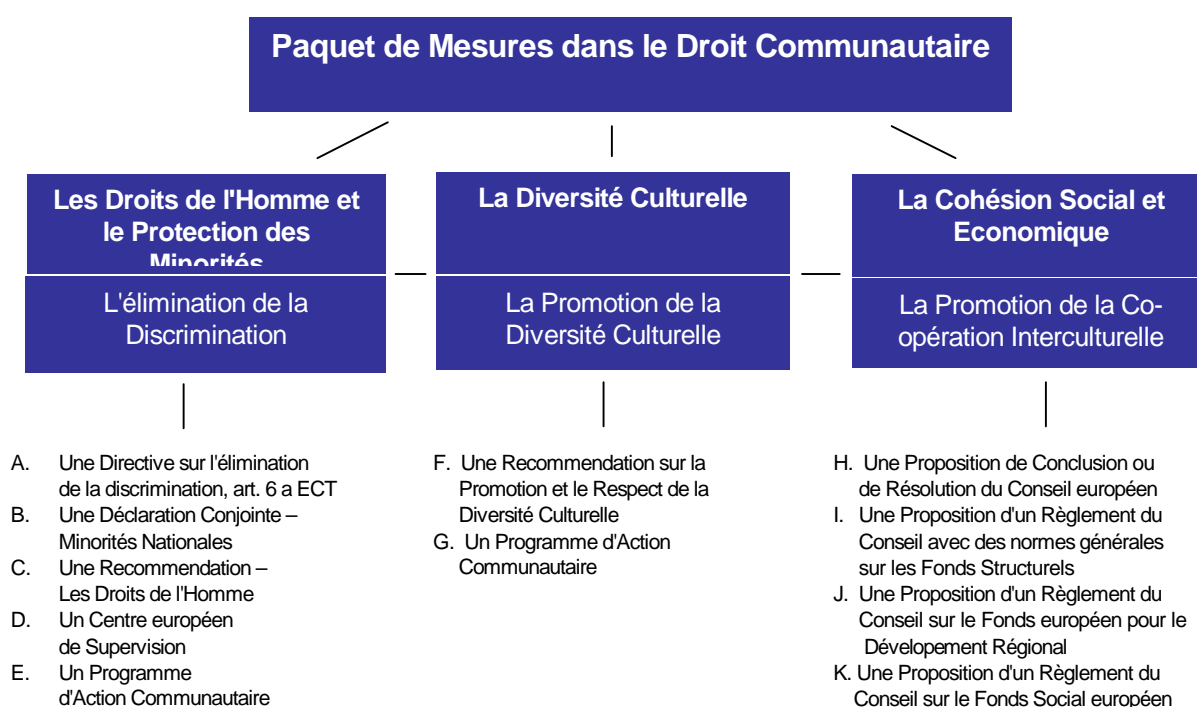 Paquet de Mesures dans le Droit Communautaire
Les Droits de l'Homme et
le Protection des
Minorités
L'élimination de la
Discrimination
La Diversité Culturelle
La Promotion de la
Diversité Culturelle
La Cohésion Social et
Economique
La Promotion de la Co-
opération Interculturelle
A. Une Directive sur l'élimination
de la discrimination, art. 6 a ECT
B. Une Déclaration Conjointe –
Minorités Nationales
C. Une Recommendation –
Les Droits de l'Homme
D. Un Centre européen
de Supervision
E. Un Programme
d'Action Communautaire
F. Une Recommendation sur la
Promotion et le Respect de la
Diversité Culturelle
G. Un Programme d'Action
Communautaire
H. Une Proposition de Conclusion ou
de Résolution du Conseil européen
I. Une Proposition d'un Règlement du
Conseil avec des normes générales
sur les Fonds Structurels
J. Une Proposition d'un Règlement du
Conseil sur le Fonds européen pour le
Dévelopement Régional
K. Une Proposition d'un Règlement du
Conseil sur le Fonds Social européen